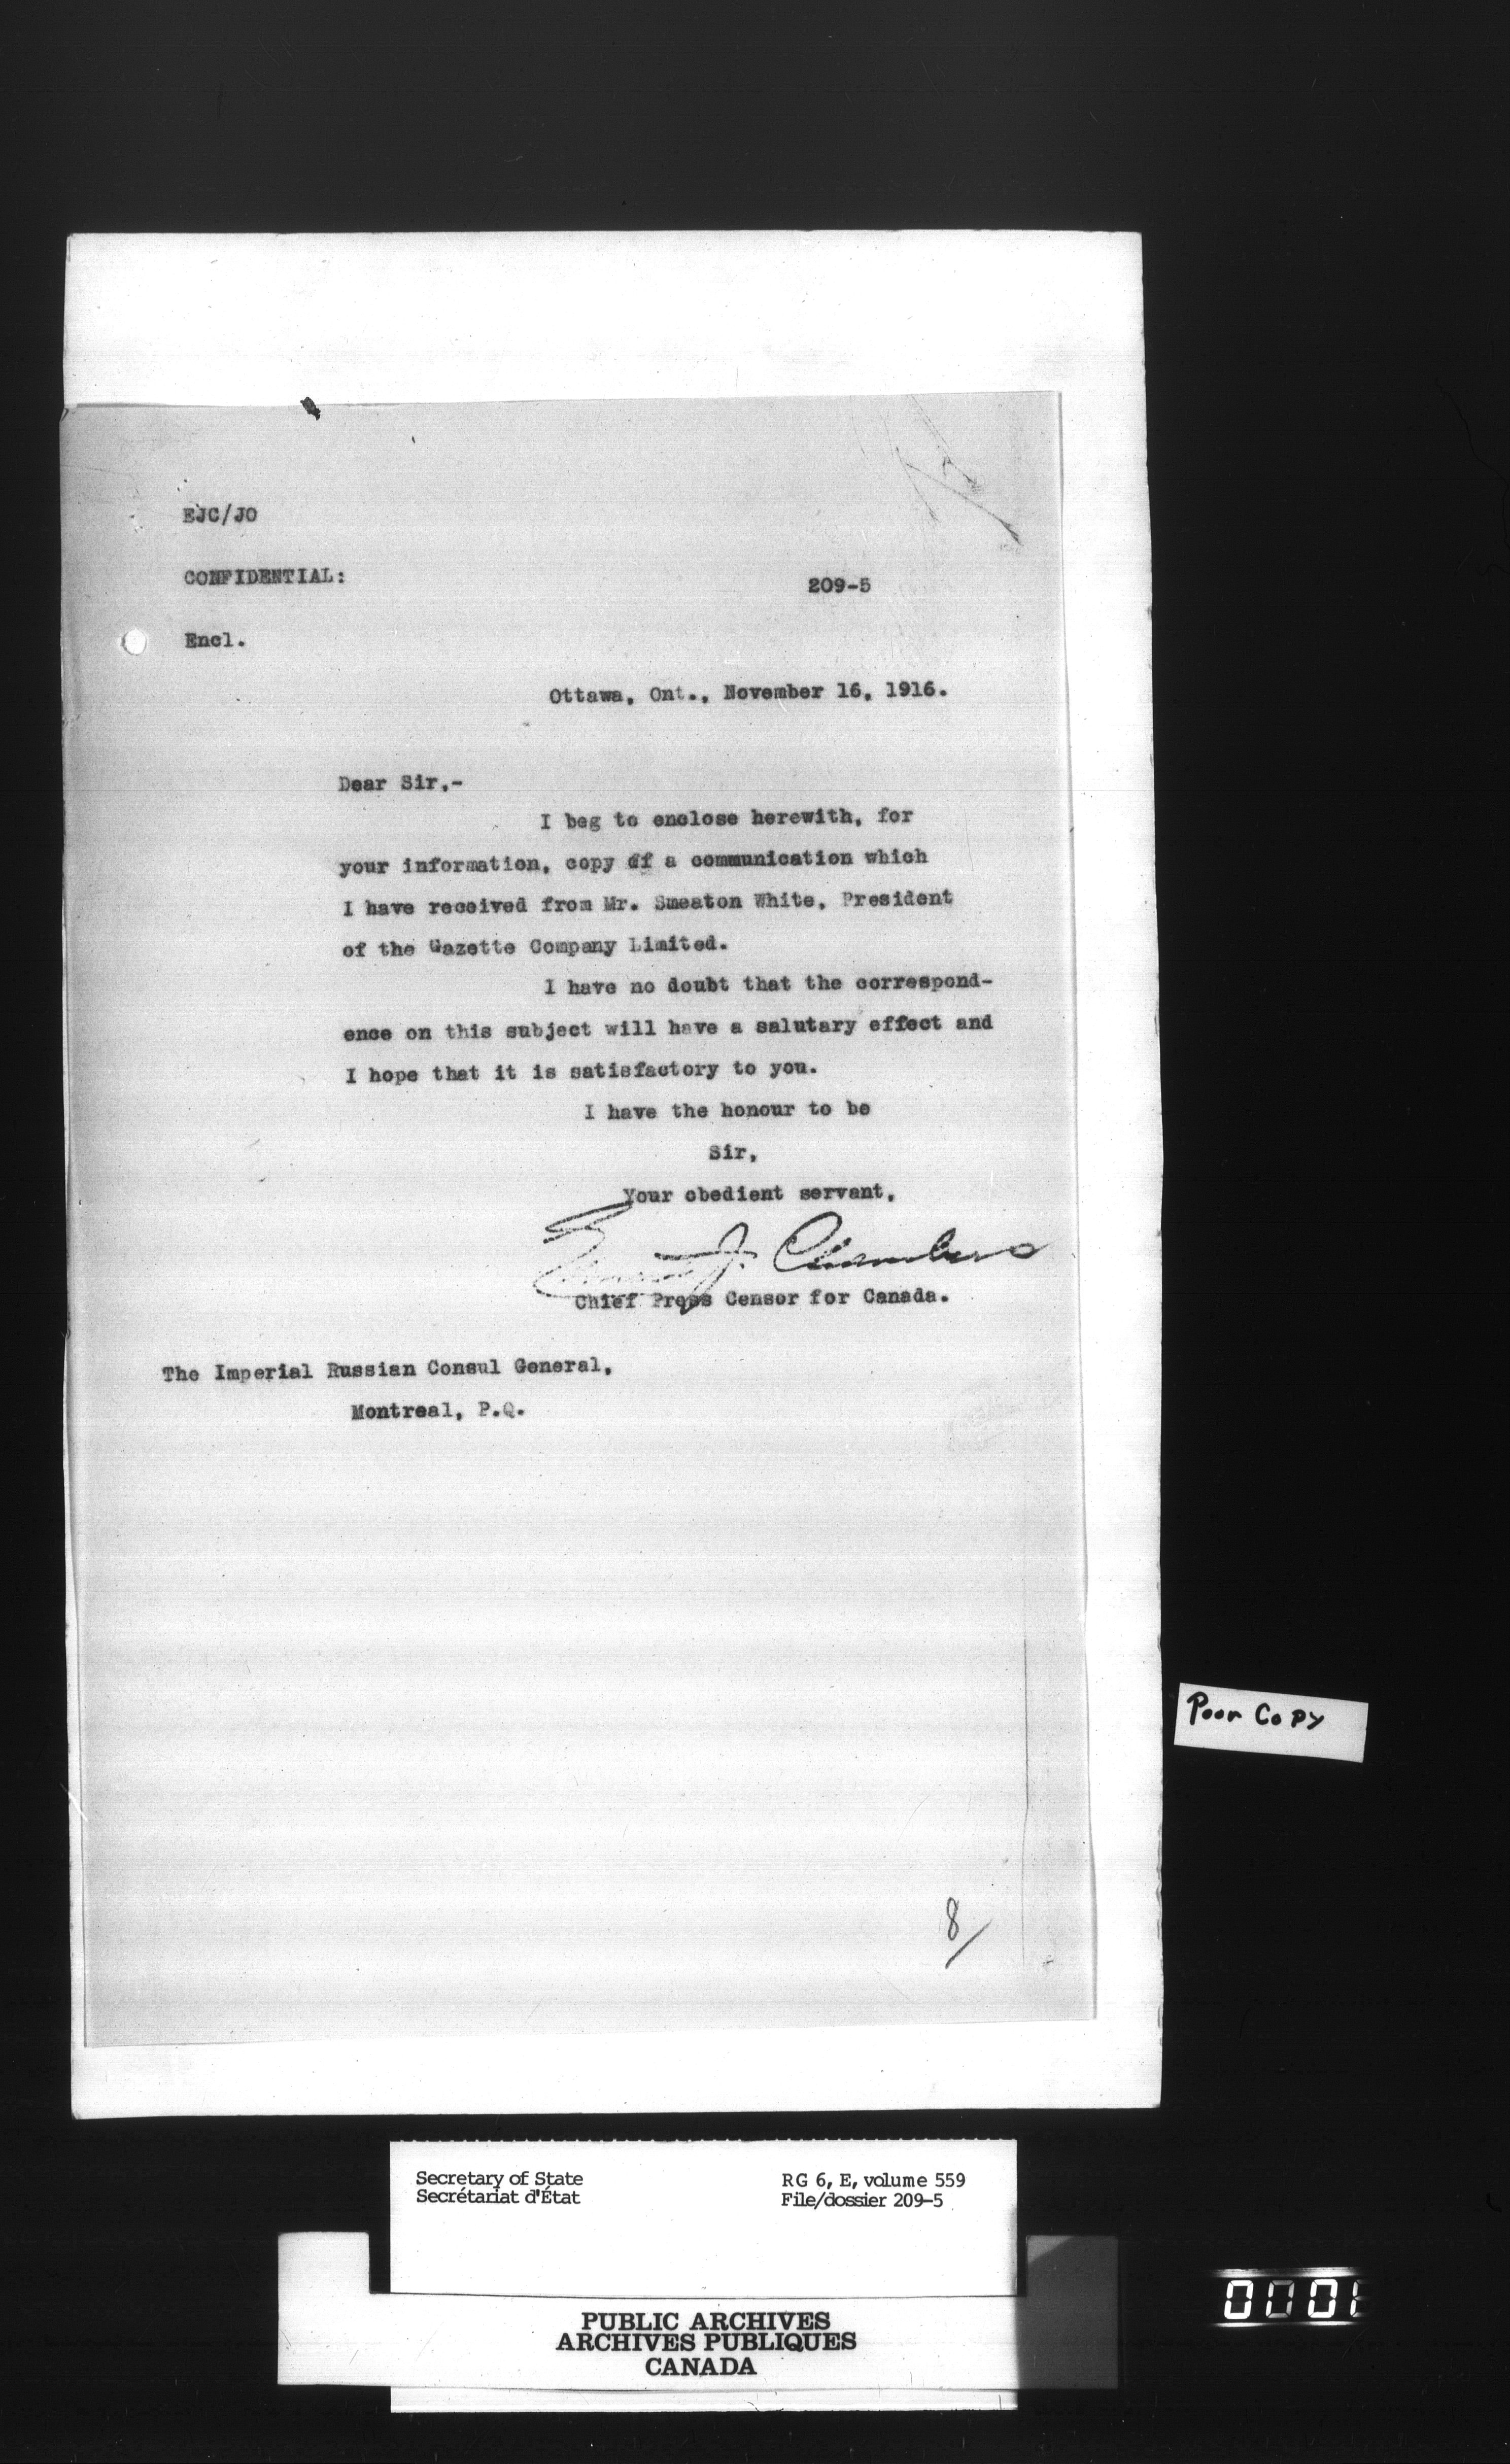 EJC/JO
CONFIDENTIAL:
209-5
Encl.
Ottawa, Ont., November 16, 1916.
Dear Sir,-
I beg to enclose herewith, for
your information, copy of a communication which
I have received from Mr. Smeaton White, President
of the Gazette Company Limited.
I have no doubt that the correspond-
ence on this subject will have a salutary effect and
I hope that it is satisfactory to you.
I have the honour to be
Sir,
Your obedient servant,
Ernest J. Chambers
Chief Press Censor for Canada.
The Imperial Russian Consul General,
Montreal, P.Q.
Poor Copy
8/
Secretary of State
Secrétariat d'État
RG 6, E, volume 559
File/dossier 209-5
PUBLIC ARCHIVES
ARCHIVES PUBLIQUES
CANADA
0001